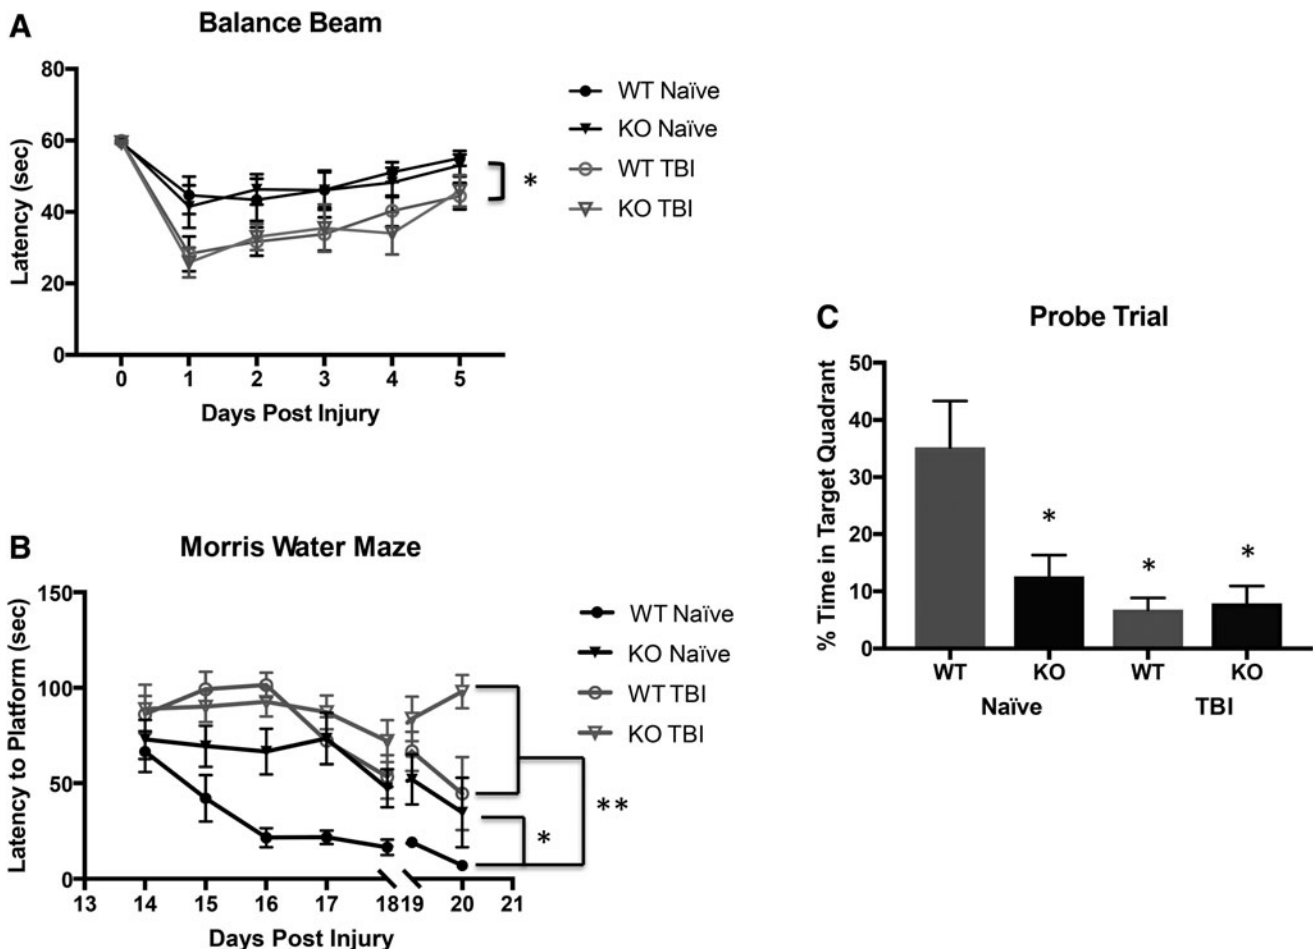 A
Balance Beam
80
60
40
20
0
Latency (sec)
0 1 2 3 4 5
Days Post Injury
WT Naïve
KO Naïve
WT TBI
KO TBI
*
B
Morris Water Maze
150
100
50
0
Latency to Platform (sec)
13 14 15 16 17 18 19 20 21
Days Post Injury
WT Naïve
KO Naïve
WT TBI
KO TBI
*
**
C
Probe Trial
50
40
30
20
10
0
% Time in Target Quadrant
* * *
WT KO WT KO
Naïve TBI